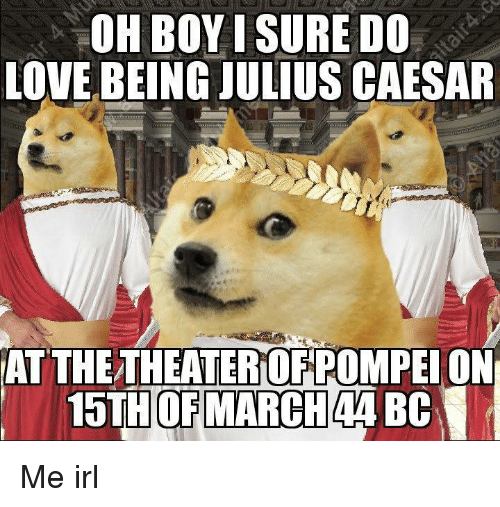 OH BOY I SURE DO
LOVE BEING JULIUS CAESAR
AT THE THEATER OF POMPEI ON
15TH OF MARCH 44 BC
Me irl